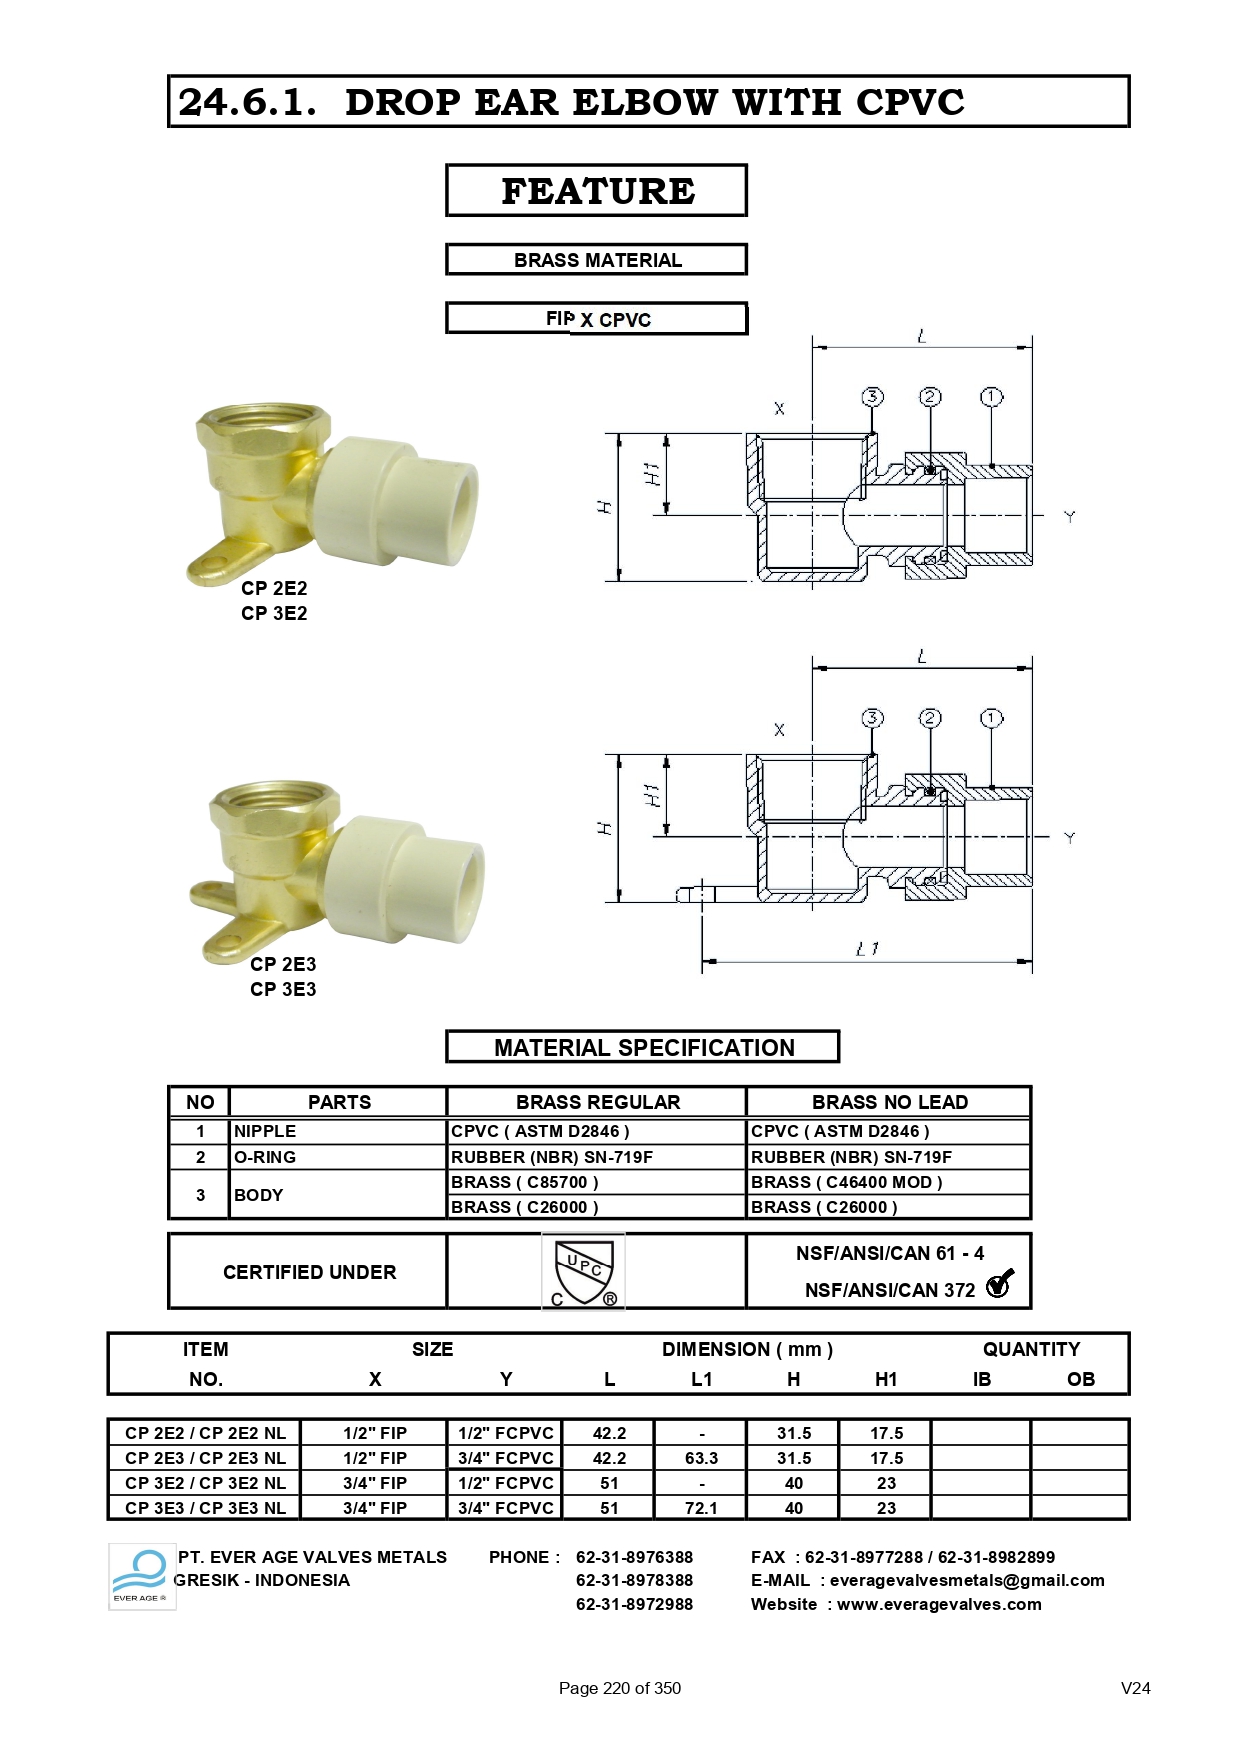 24.6.1. DROP EAR ELBOW WITH CPVC
FEATURE
BRASS MATERIAL
FIP X CPVC
L
X
3
2
1
H
H1
Y
CP 2E2
CP 3E2
L
X
3
2
1
H
H1
Y
L1
CP 2E3
CP 3E3
MATERIAL SPECIFICATION
NO PARTS BRASS REGULAR BRASS NO LEAD
1 NIPPLE CPVC ( ASTM D2846 ) CPVC ( ASTM D2846 )
2 O-RING RUBBER (NBR) SN-719F RUBBER (NBR) SN-719F
3 BODY BRASS ( C85700 ) BRASS ( C46400 MOD )
BRASS ( C26000 ) BRASS ( C26000 )
CERTIFIED UNDER UPC C ® NSF/ANSI/CAN 61 - 4
NSF/ANSI/CAN 372
ITEM SIZE DIMENSION ( mm ) QUANTITY
NO. X Y L L1 H H1 IB OB
CP 2E2 / CP 2E2 NL 1/2" FIP 1/2" FCPVC 42.2 - 31.5 17.5
CP 2E3 / CP 2E3 NL 1/2" FIP 3/4" FCPVC 42.2 63.3 31.5 17.5
CP 3E2 / CP 3E2 NL 3/4" FIP 1/2" FCPVC 51 - 40 23
CP 3E3 / CP 3E3 NL 3/4" FIP 3/4" FCPVC 51 72.1 40 23
EVER AGE ®
PT. EVER AGE VALVES METALS PHONE : 62-31-8976388 FAX : 62-31-8977288 / 62-31-8982899
GRESIK - INDONESIA 62-31-8978388 E-MAIL : everagevalvesmetals@gmail.com
62-31-8972988 Website : www.everagevalves.com
Page 220 of 350 V24